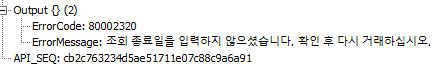 Output {} (2)
ErrorCode: 80002320
ErrorMessage: 조회 종료일을 입력하지 않으셨습니다. 확인 후 다시 거래하십시오.
API_SEQ: cb2c763234d5ae51711e07c88c9a6a91